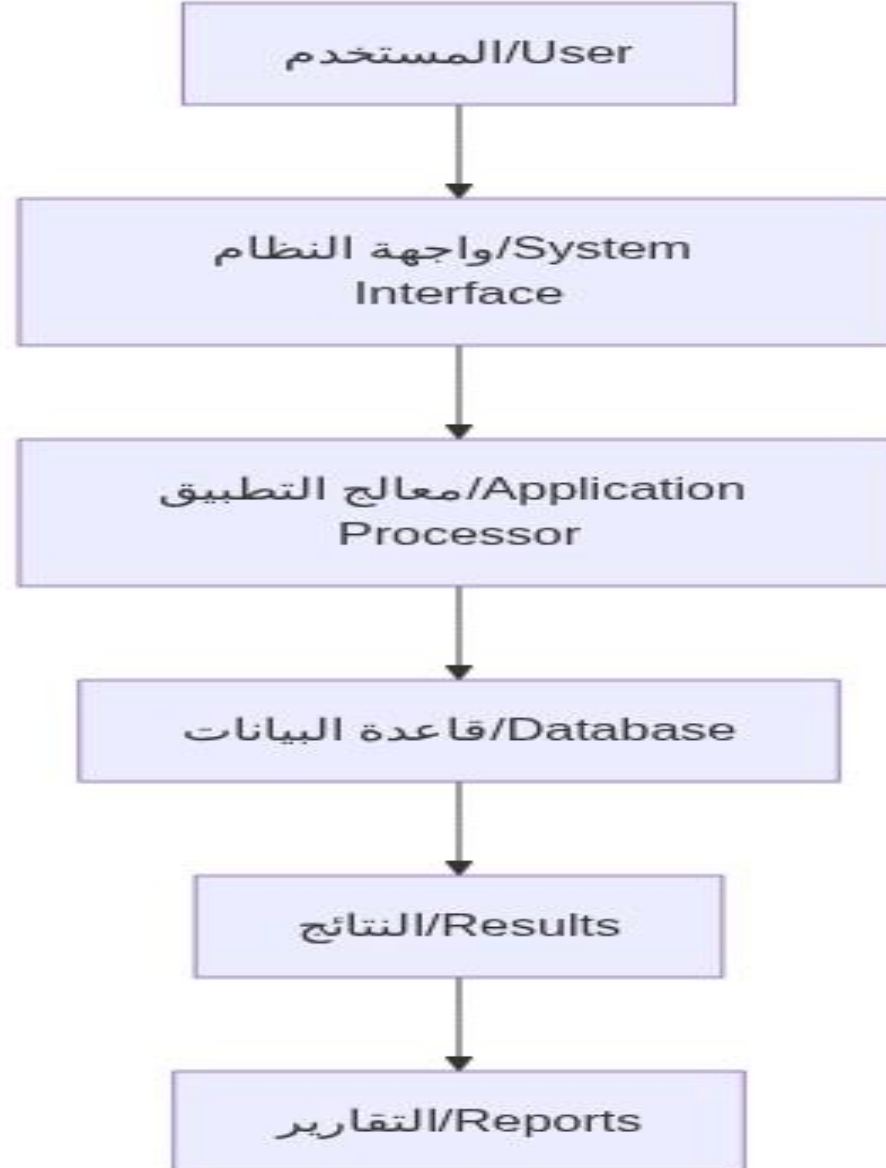 المستخدم/User
واجهة النظام/System
Interface
معالج التطبيق/Application
Processor
قاعدة البيانات/Database
النتائج/Results
التقارير/Reports